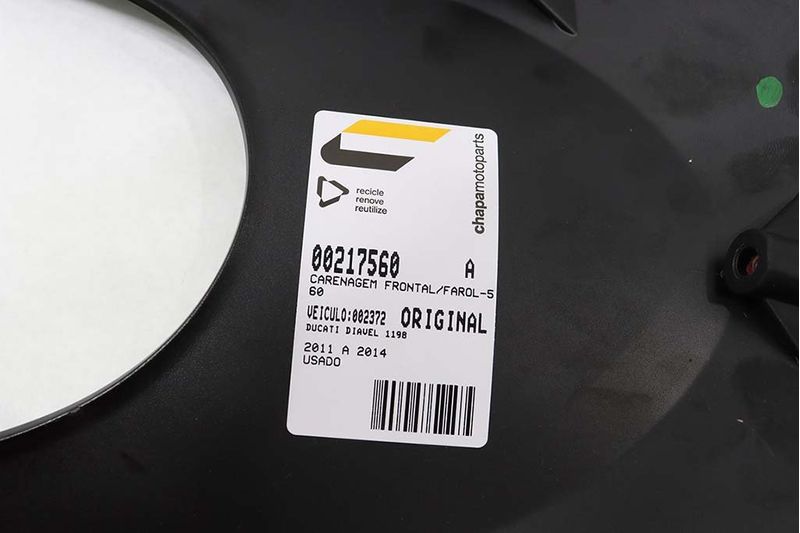 chapamotoparts
recicle
renove
reutilize
00217560 A
CARENAGEM FRONTAL/FAROL-5
60
VEICULO:002372 ORIGINAL
DUCATI DIAVEL 1198
2011 A 2014
USADO